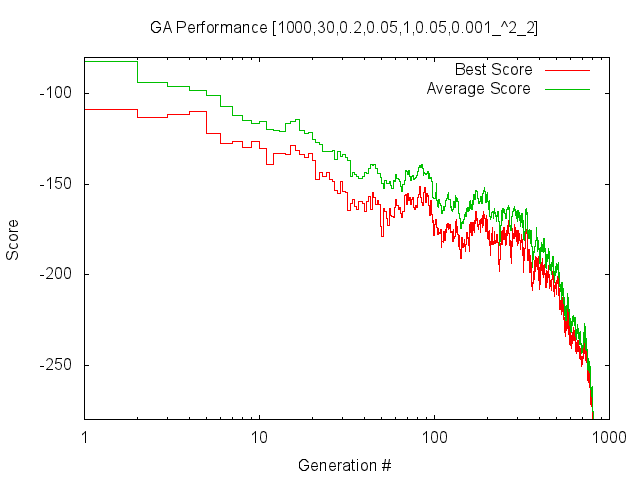 GA Performance [1000,30,0.2,0.05,1,0.05,0.001_^2_2]
Best Score
Average Score
-100
-150
-200
-250
Score
1
10
100
1000
Generation #